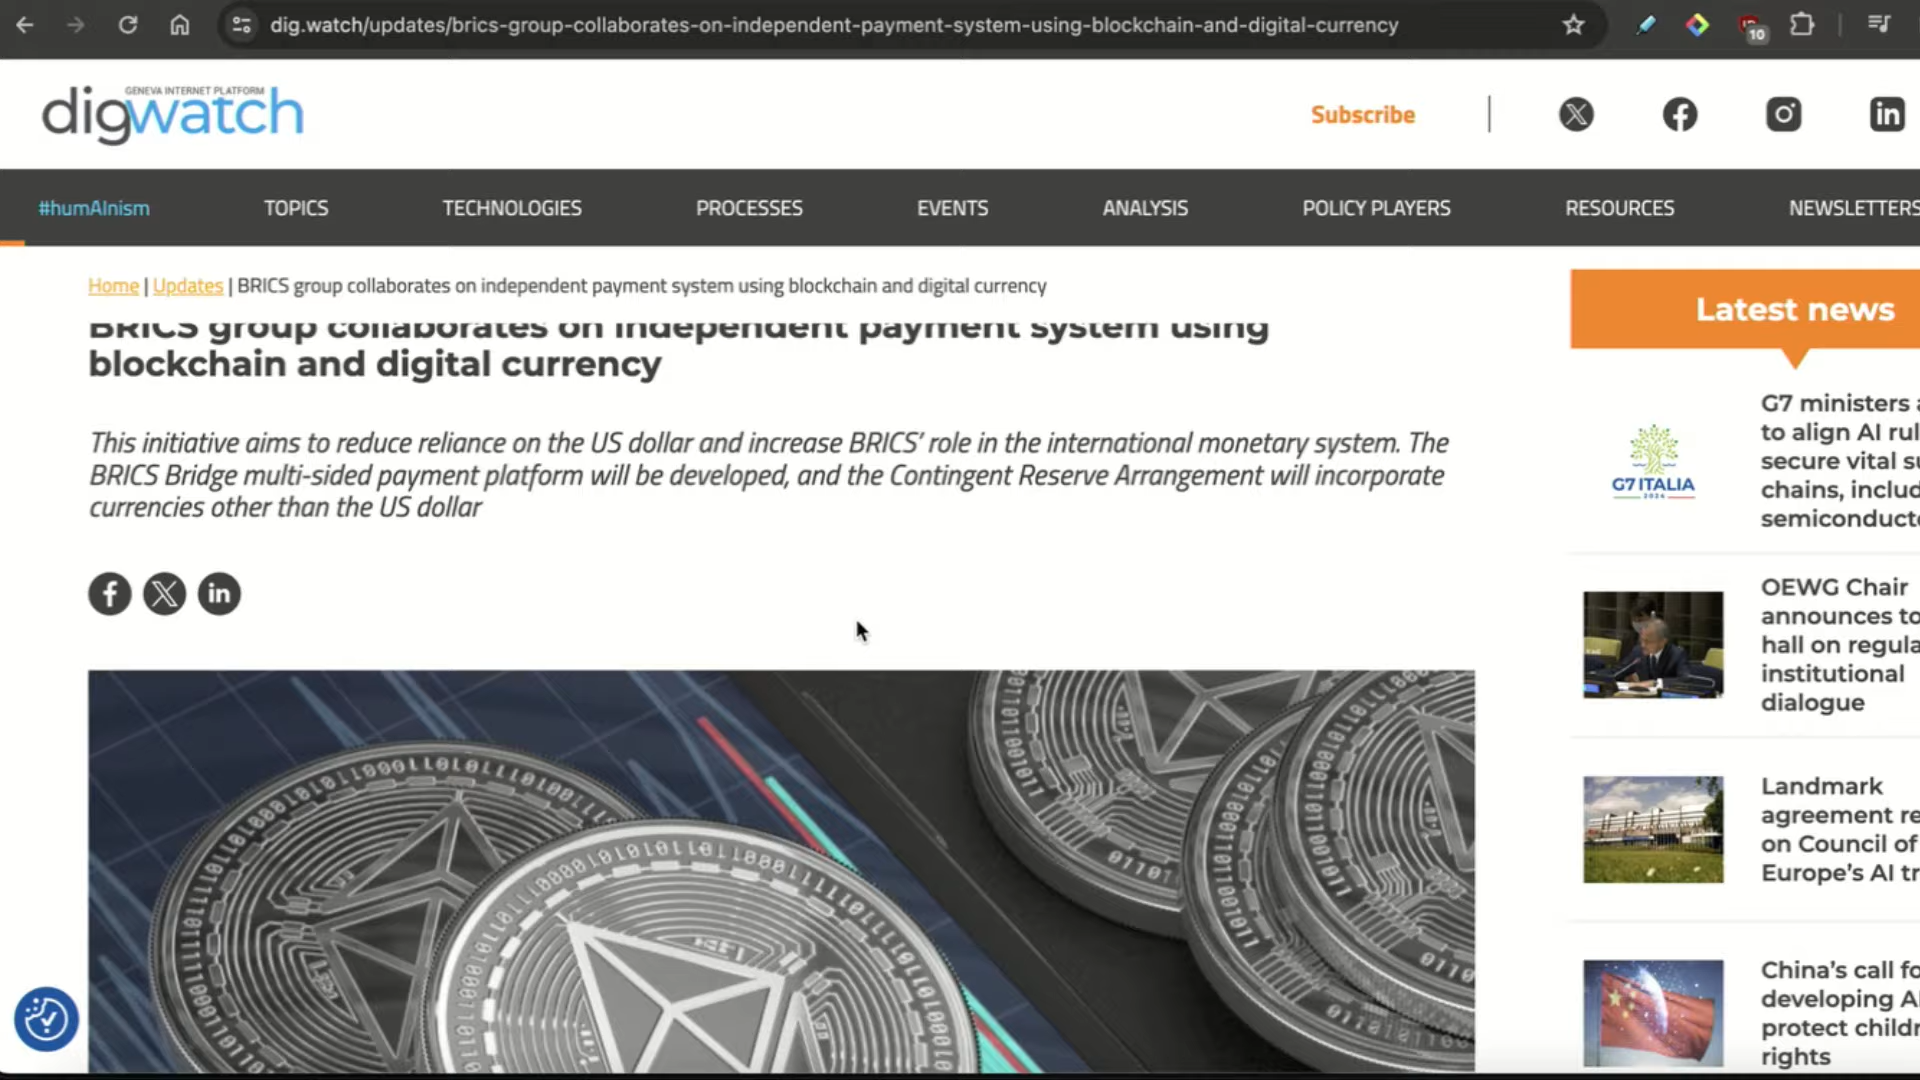 dig.watch/updates/brics-group-collaborates-on-independent-payment-system-using-blockchain-and-digital-currency
10
GENEVA INTERNET PLATFORM
digwatch
Subscribe
#humAInism
TOPICS
TECHNOLOGIES
PROCESSES
EVENTS
ANALYSIS
POLICY PLAYERS
RESOURCES
NEWSLETTERS
Home | Updates | BRICS group collaborates on independent payment system using blockchain and digital currency
BRICS group collaborates on independent payment system using
blockchain and digital currency
This initiative aims to reduce reliance on the US dollar and increase BRICS' role in the international monetary system. The
BRICS Bridge multi-sided payment platform will be developed, and the Contingent Reserve Arrangement will incorporate
currencies other than the US dollar
Latest news
G7 ITALIA
2024
G7 ministers a
to align AI rul
secure vital su
chains, includ
semiconducto
OEWG Chair
announces to
hall on regula
institutional
dialogue
Landmark
agreement re
on Council of
Europe's AI tr
China's call fo
developing AI
protect childr
rights